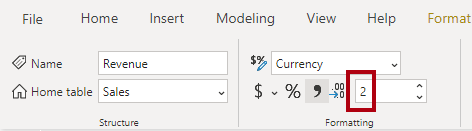 File Home Insert Modeling View Help Format
Name Revenue $% Currency
Home table Sales $ % , .00 →.0 2
Structure Formatting